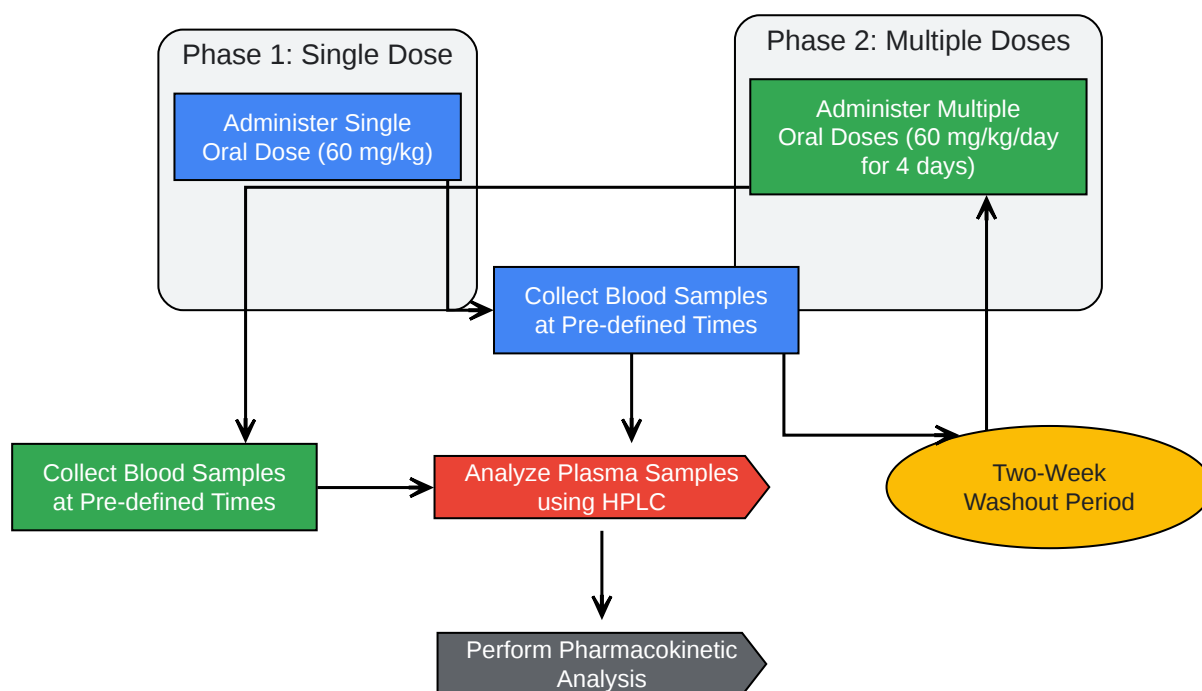 Phase 1: Single Dose
Administer Single
Oral Dose (60 mg/kg)
Phase 2: Multiple Doses
Administer Multiple
Oral Doses (60 mg/kg/day
for 4 days)
Collect Blood Samples
at Pre-defined Times
Collect Blood Samples
at Pre-defined Times
Analyze Plasma Samples
using HPLC
Two-Week
Washout Period
Perform Pharmacokinetic
Analysis